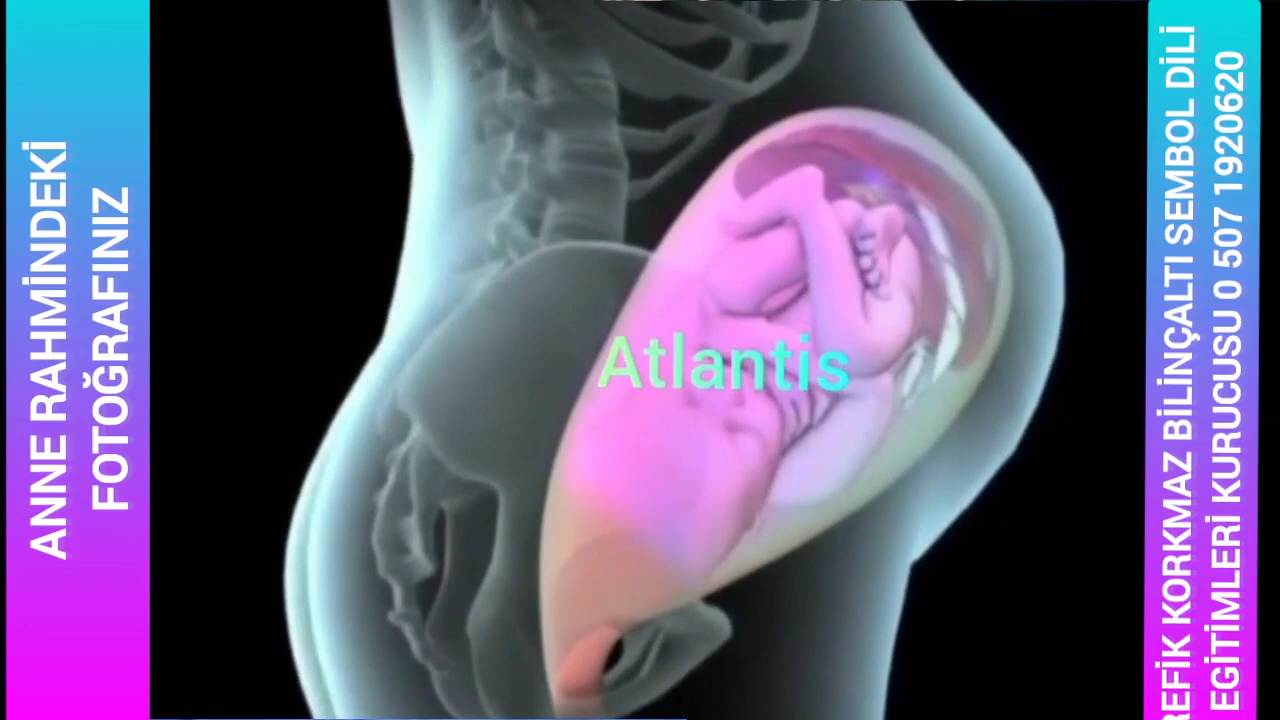 ANNE RAHMİNDEKİ
FOTOĞRAFINIZ
Atlantis
REFİK KORKMAZ BİLİNÇALTI SEMBOL DİLİ
EGİTİMLERİ KURUCUSU 0 507 1920620